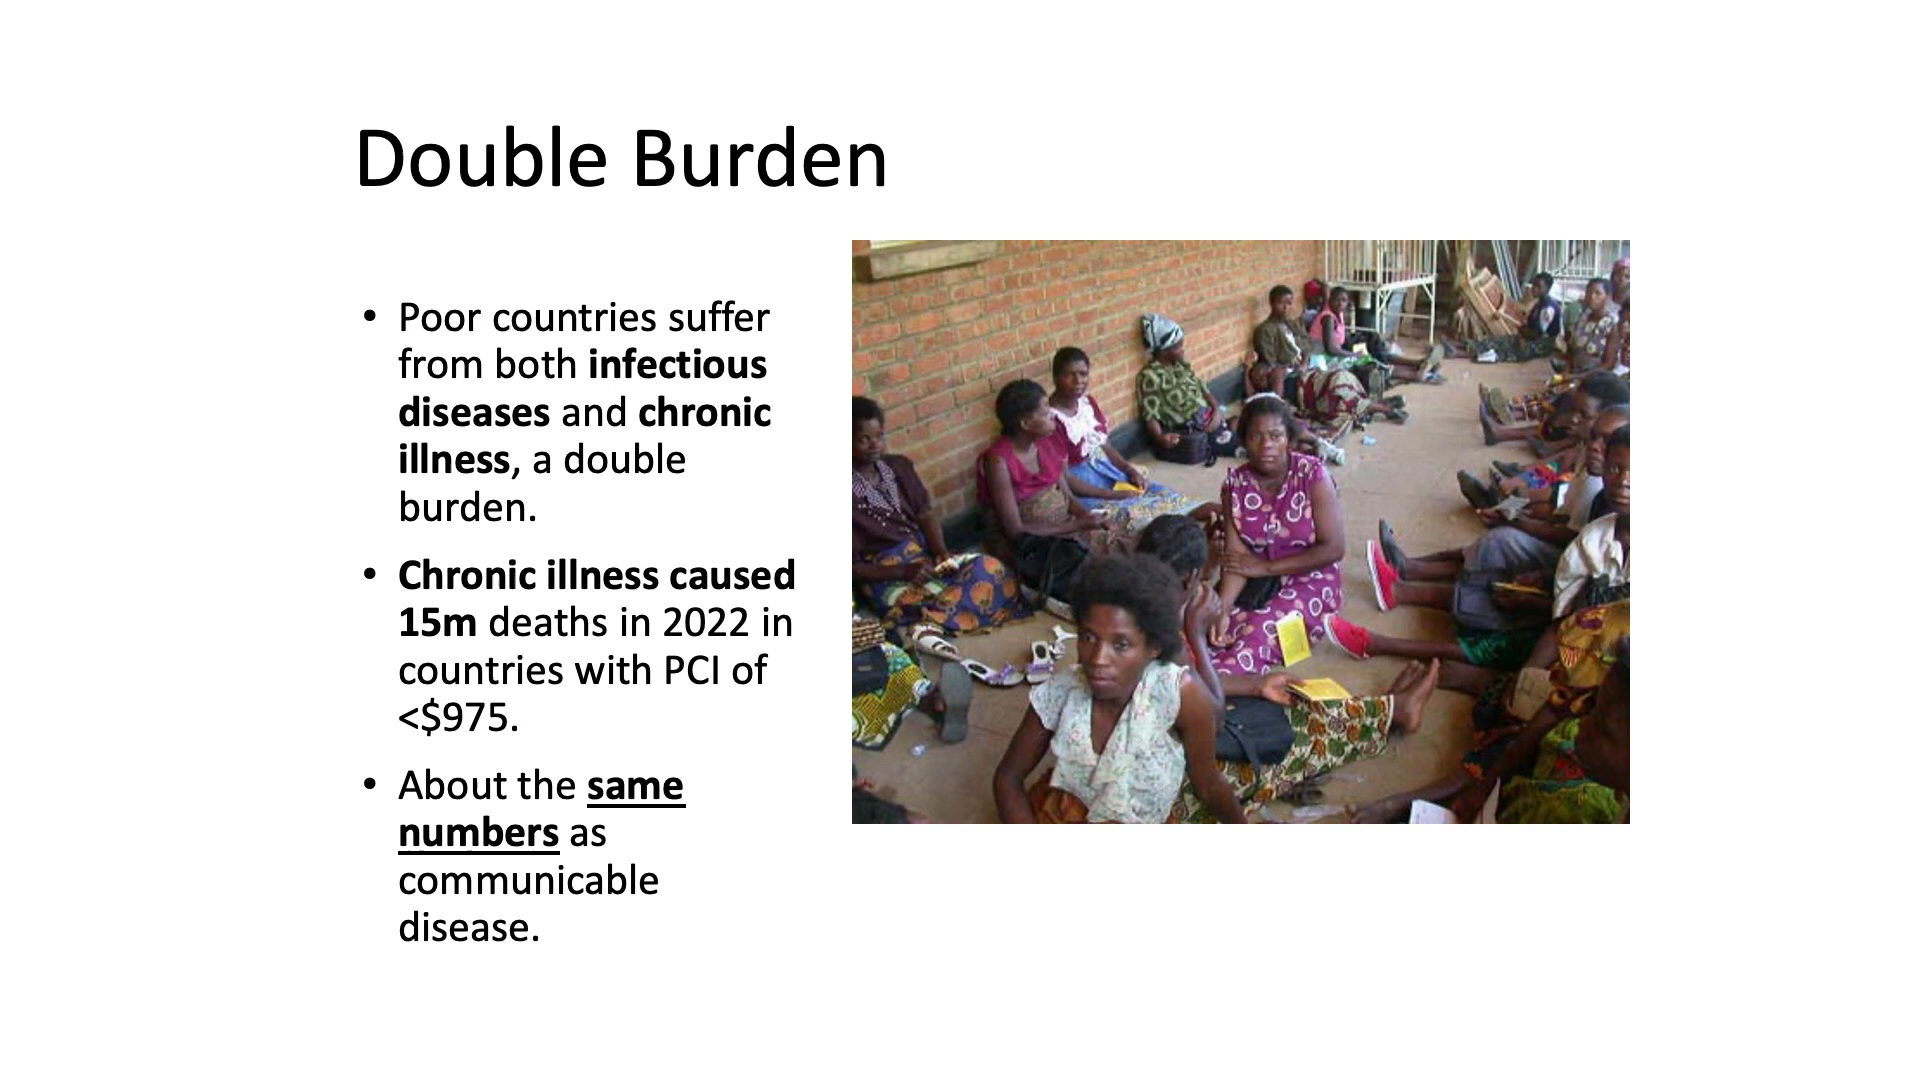 Double Burden
• Poor countries suffer
from both infectious
diseases and chronic
illness, a double
burden.
• Chronic illness caused
15m deaths in 2022 in
countries with PCI of
<$975.
• About the same
numbers as
communicable
disease.